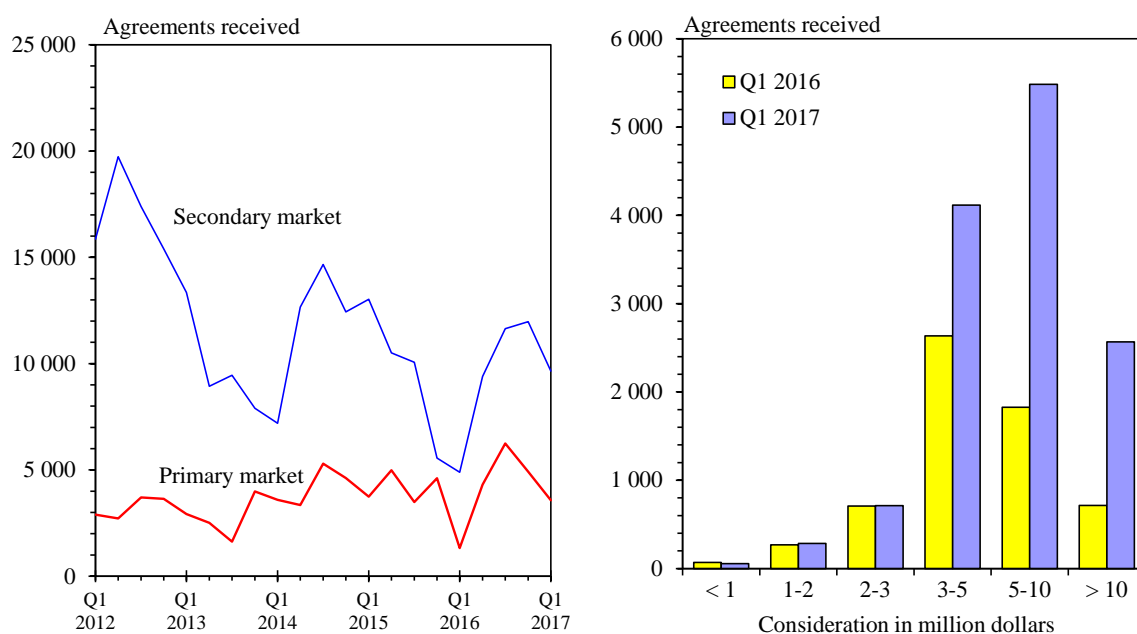 Agreements received
25 000
20 000
15 000
10 000
5 000
0
Secondary market
Primary market
Q1 2012
Q1 2013
Q1 2014
Q1 2015
Q1 2016
Q1 2017
Agreements received
6 000
5 000
4 000
3 000
2 000
1 000
0
Q1 2016
Q1 2017
< 1
1-2
2-3
3-5
5-10
> 10
Consideration in million dollars